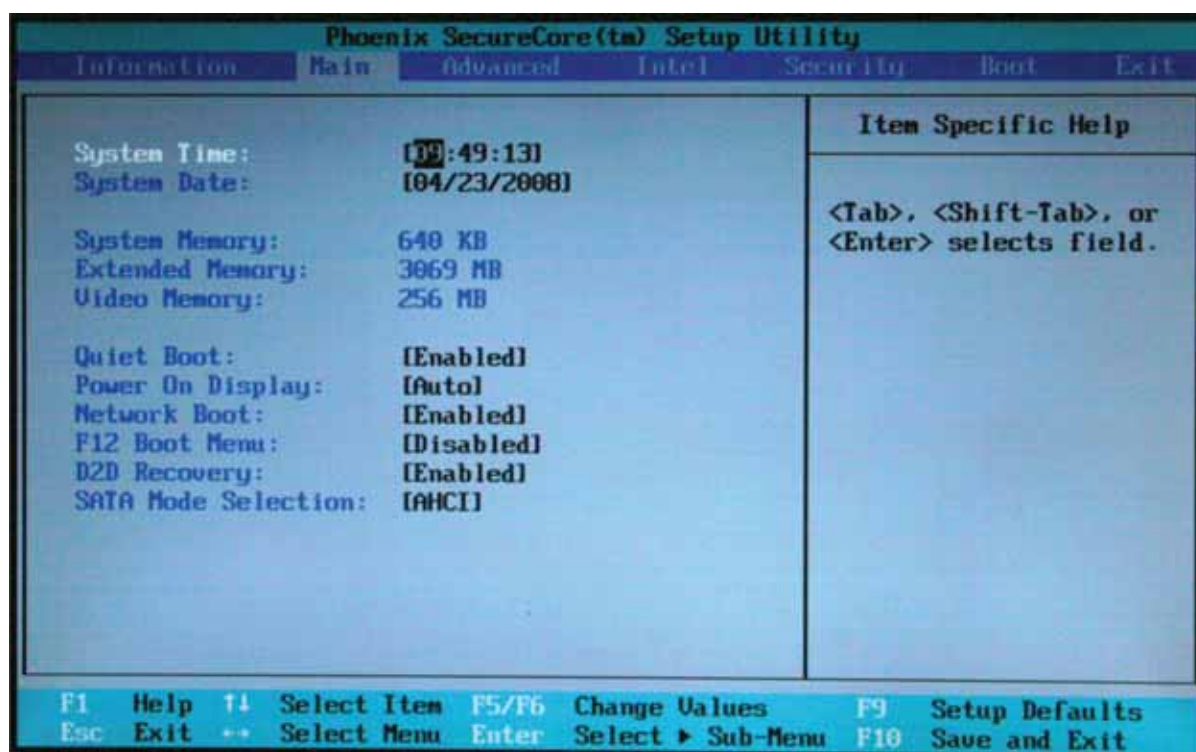 Phoenix SecureCore(tm) Setup Utility
Information Main Advanced Intel Security Boot Exit
Item Specific Help
System Time: [09:49:13]
System Date: [04/23/2008]
<Tab>, <Shift-Tab>, or
<Enter> selects field.
System Memory: 640 KB
Extended Memory: 3069 MB
Video Memory: 256 MB
Quiet Boot: [Enabled]
Power On Display: [Auto]
Network Boot: [Enabled]
F12 Boot Menu: [Disabled]
D2D Recovery: [Enabled]
SATA Mode Selection: [AHCI]
F1 Help ↑↓ Select Item F5/F6 Change Values F9 Setup Defaults
Esc Exit ↔ Select Menu Enter Select ▶ Sub-Menu F10 Save and Exit